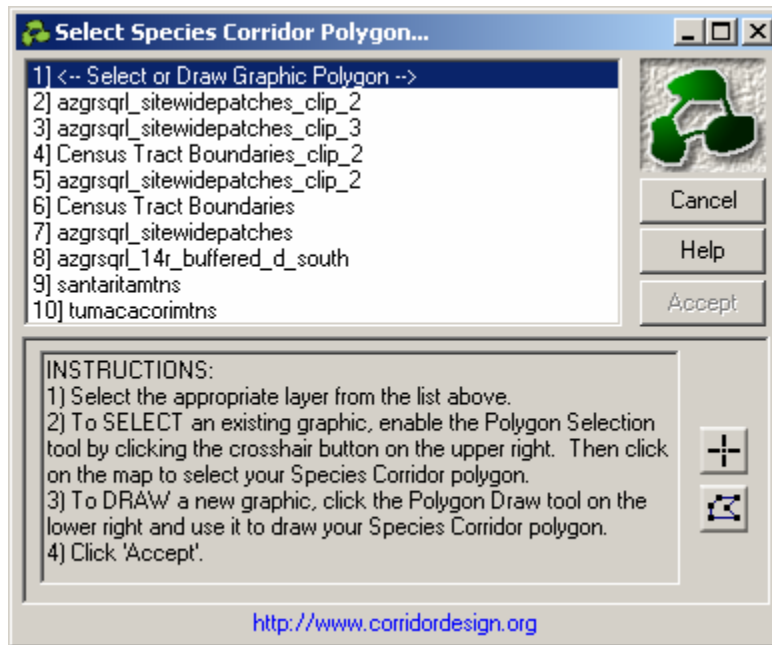 Select Species Corridor Polygon...
1] <-- Select or Draw Graphic Polygon -->
2] azgrsqrl_sitewidepatches_clip_2
3] azgrsqrl_sitewidepatches_clip_3
4] Census Tract Boundaries_clip_2
5] azgrsqrl_sitewidepatches_clip_2
6] Census Tract Boundaries
7] azgrsqrl_sitewidepatches
8] azgrsqrl_14r_buffered_d_south
9] santaritamtns
10] tumacacorimtns
Cancel
Help
Accept
INSTRUCTIONS:
1) Select the appropriate layer from the list above.
2) To SELECT an existing graphic, enable the Polygon Selection
tool by clicking the crosshair button on the upper right.  Then click
on the map to select your Species Corridor polygon.
3) To DRAW a new graphic, click the Polygon Draw tool on the
lower right and use it to draw your Species Corridor polygon.
4) Click 'Accept'.
http://www.corridordesign.org